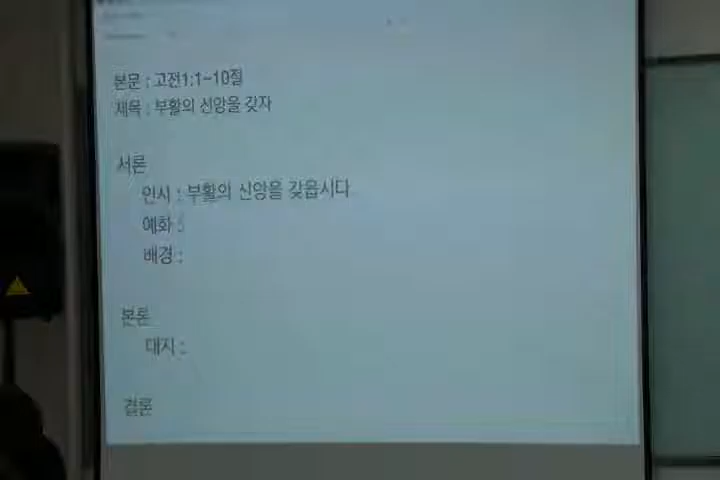 본문 : 고전1:1~10절
제목 : 부활의 신앙을 갖자
서론
인사 : 부활의 신앙을 갖읍시다
예화 :
배경 :
본론
대지 :
결론